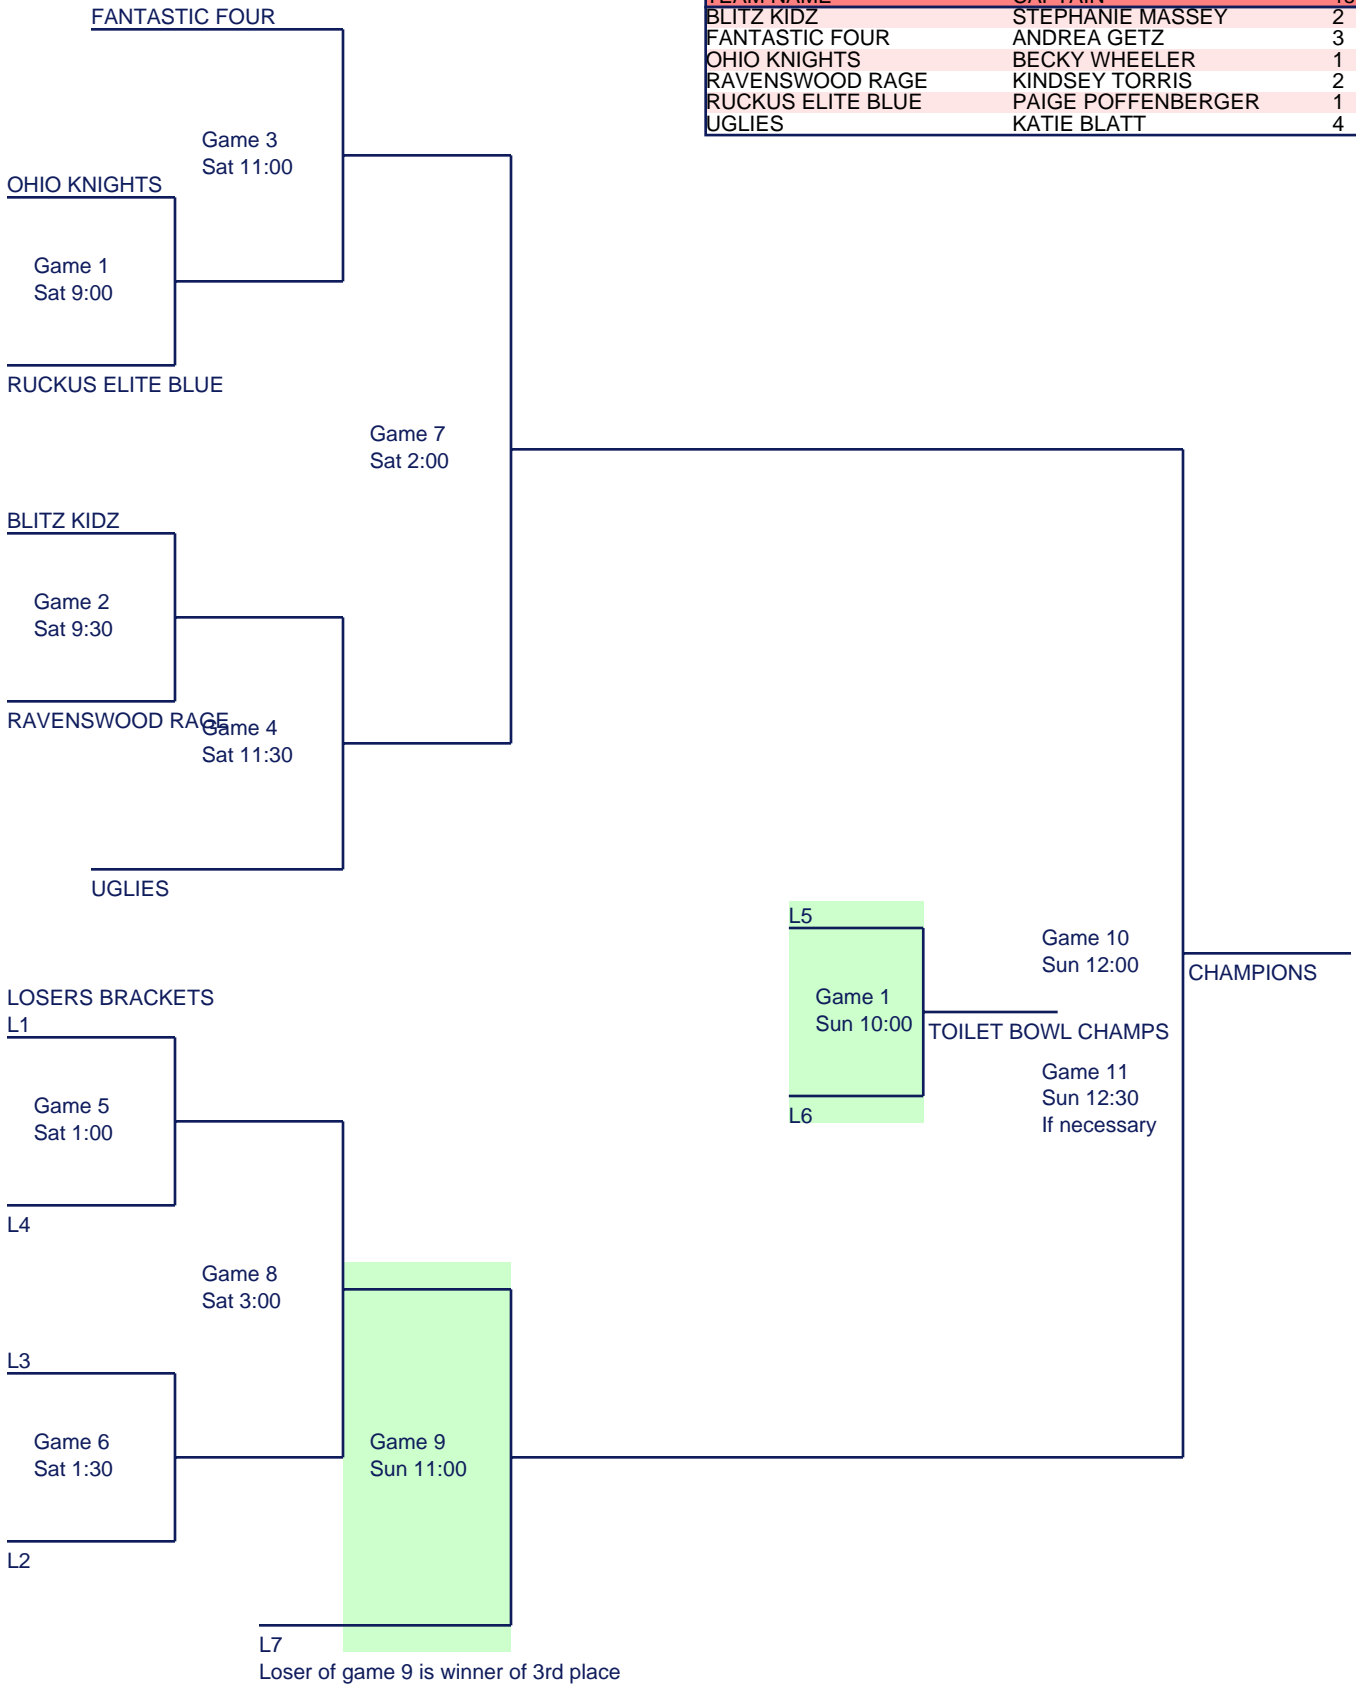 FANTASTIC FOUR
TEAM NAME CAPTAIN
BLITZ KIDZ STEPHANIE MASSEY 2
FANTASTIC FOUR ANDREA GETZ 3
OHIO KNIGHTS BECKY WHEELER 1
RAVENSWOOD RAGE KINDSEY TORRIS 2
RUCKUS ELITE BLUE PAIGE POFFENBERGER 1
UGLIES KATIE BLATT 4
Game 3
Sat 11:00
OHIO KNIGHTS
Game 1
Sat 9:00
RUCKUS ELITE BLUE
Game 7
Sat 2:00
BLITZ KIDZ
Game 2
Sat 9:30
RAVENSWOOD RAGE
Game 4
Sat 11:30
UGLIES
L5
Game 10
Sun 12:00
CHAMPIONS
Game 1
Sun 10:00
TOILET BOWL CHAMPS
Game 11
Sun 12:30
If necessary
L6
LOSERS BRACKETS
L1
Game 5
Sat 1:00
L4
Game 8
Sat 3:00
L3
Game 6
Sat 1:30
Game 9
Sun 11:00
L2
L7
Loser of game 9 is winner of 3rd place